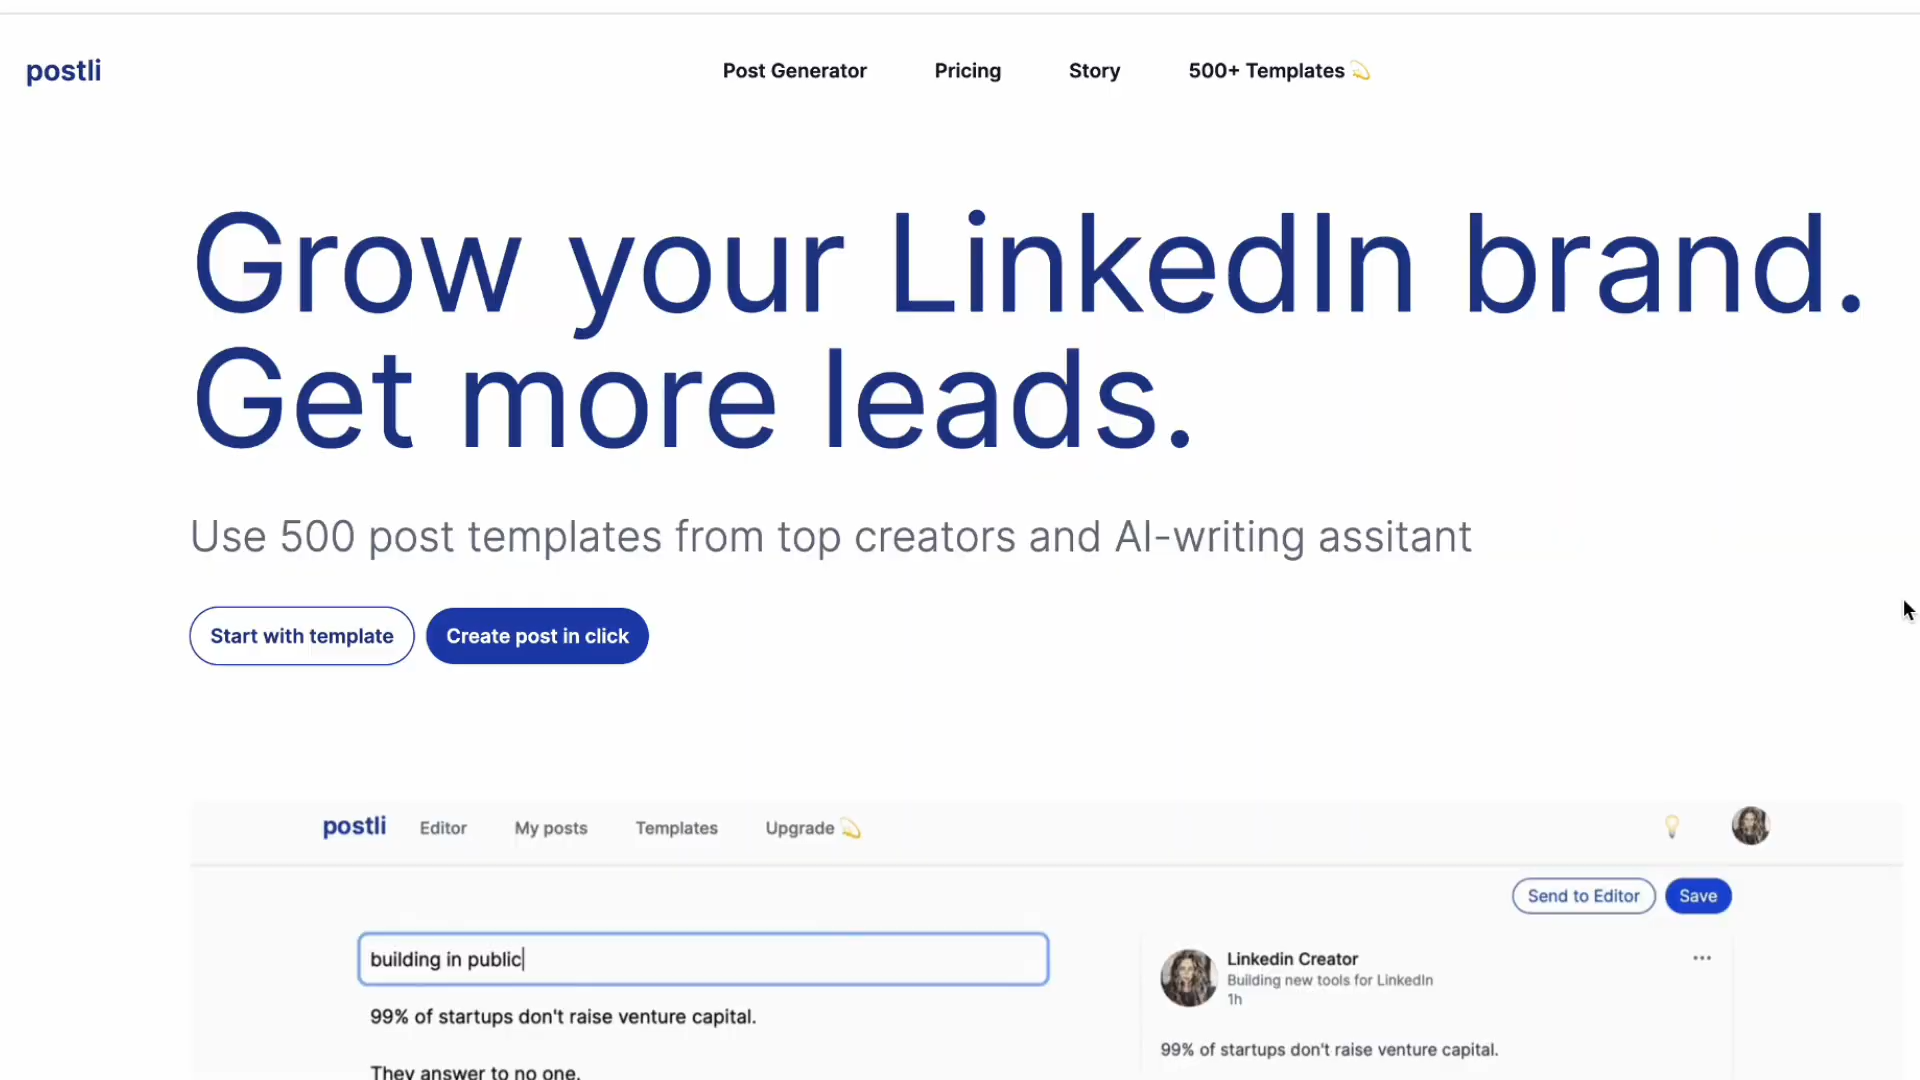 postli
Post Generator
Pricing
Story
500+ Templates 💫
Grow your LinkedIn brand.
Get more leads.
Use 500 post templates from top creators and AI-writing assitant
Start with template
Create post in click
postli
Editor
My posts
Templates
Upgrade 💫
Send to Editor
Save
building in public
99% of startups don't raise venture capital.
They answer to no one.
Linkedin Creator
Building new tools for LinkedIn
1h
99% of startups don't raise venture capital.